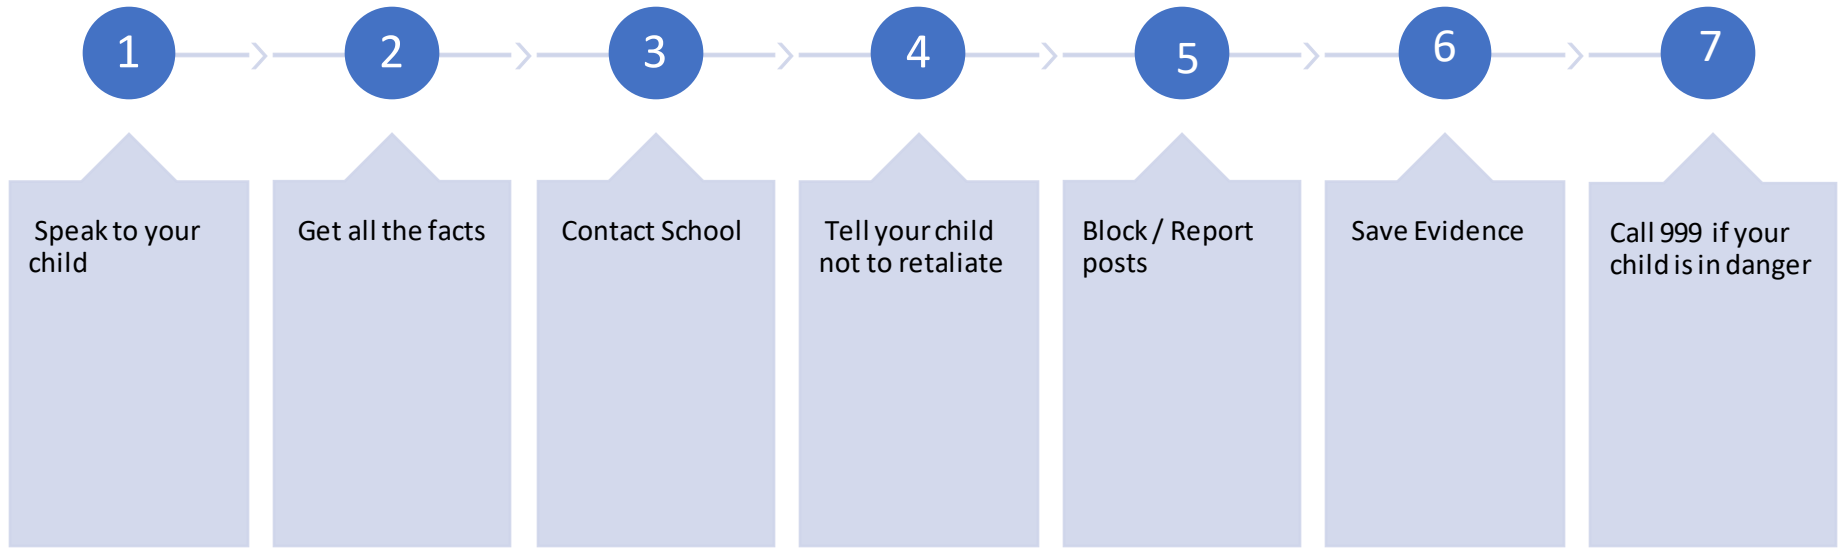 1
2
3
4
5
6
7
Speak to your
child
Get all the facts
Contact School
Tell your child
not to retaliate
Block / Report
posts
Save Evidence
Call 999 if your
child is in danger